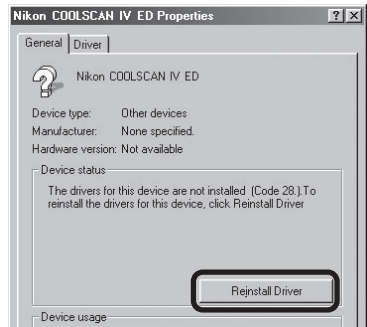 Nikon COOLSCAN IV ED Properties ? X
General Driver
Nikon COOLSCAN IV ED
Device type: Other devices
Manufacturer: None specified.
Hardware version: Not available
Device status
The drivers for this device are not installed (Code 28.).To
reinstall the drivers for this device, click Reinstall Driver
Reinstall Driver
Device usage